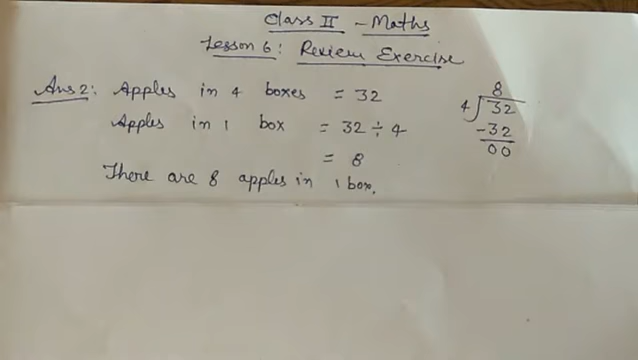 Class II - Maths
Lesson 6: Review Exercise
Ans 2: Apples in 4 boxes = 32
Apples in 1 box = 32 ÷ 4
= 8
There are 8 apples in 1 box.
8
4)32
-32
00